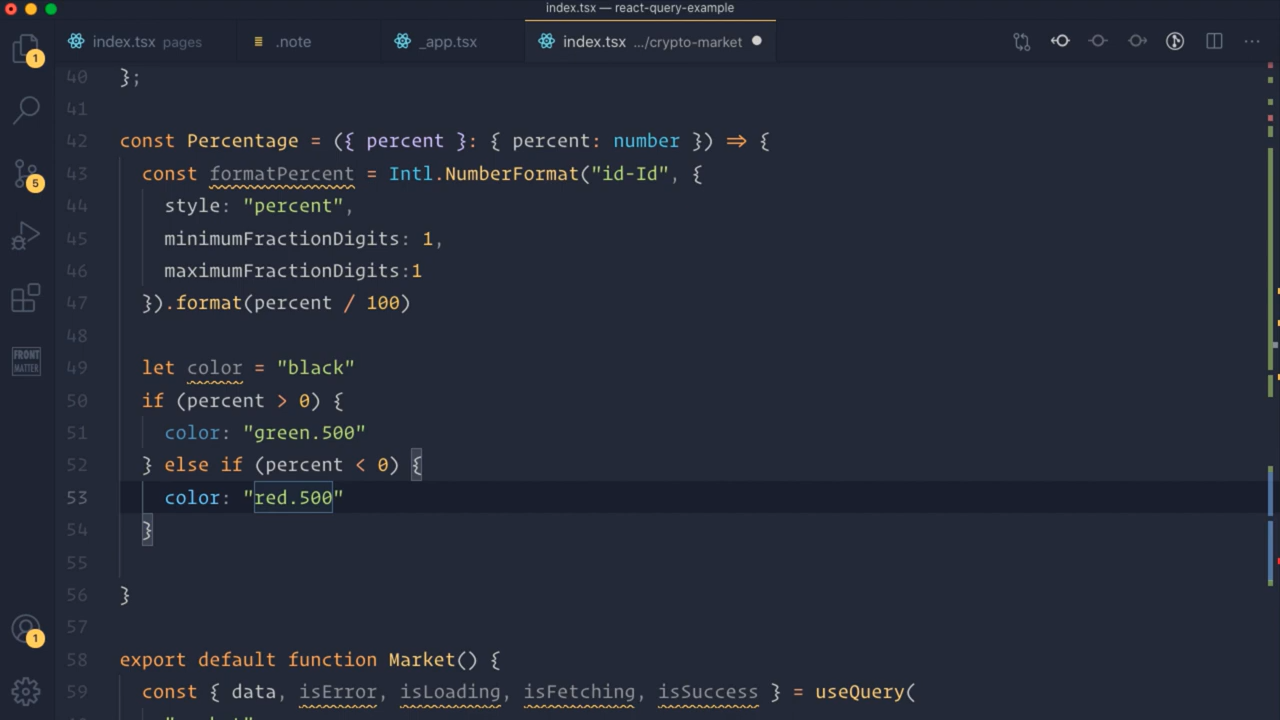 index.tsx — react-query-example
index.tsx pages .note _app.tsx index.tsx .../crypto-market
1
5
FRONT
MATTER
1
40 };
41
42 const Percentage = ({ percent }: { percent: number }) => {
43 const formatPercent = Intl.NumberFormat("id-Id", {
44 style: "percent",
45 minimumFractionDigits: 1,
46 maximumFractionDigits:1
47 }).format(percent / 100)
48
49 let color = "black"
50 if (percent > 0) {
51 color: "green.500"
52 } else if (percent < 0) {
53 color: "red.500"
54 }
55
56 }
57
58 export default function Market() {
59 const { data, isError, isLoading, isFetching, isSuccess } = useQuery(